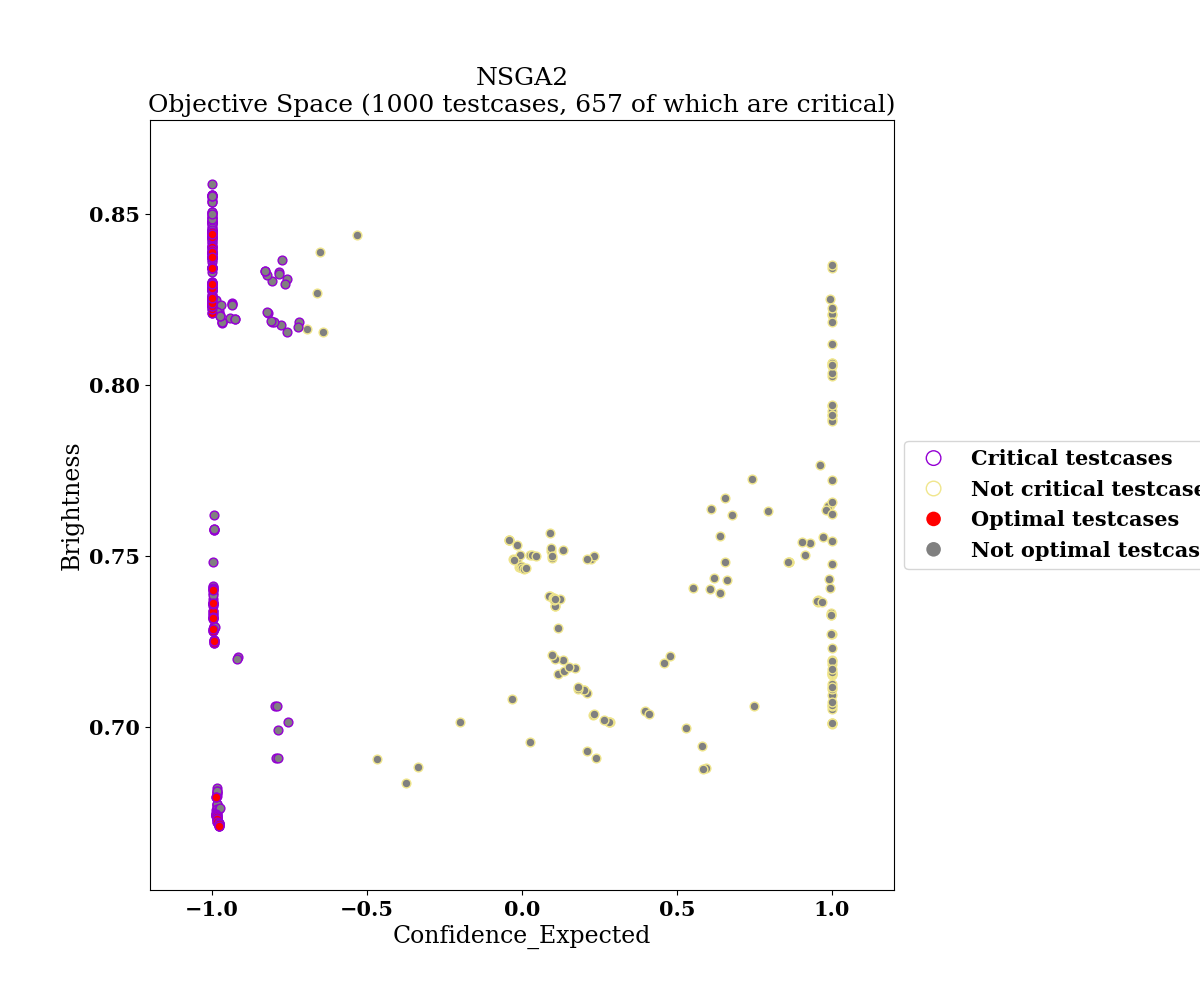 NSGA2
Objective Space (1000 testcases, 657 of which are critical)
0.85
0.80
0.75
0.70
Brightness
−1.0
−0.5
0.0
0.5
1.0
Confidence_Expected
Critical testcases
Not critical testcase
Optimal testcases
Not optimal testcas